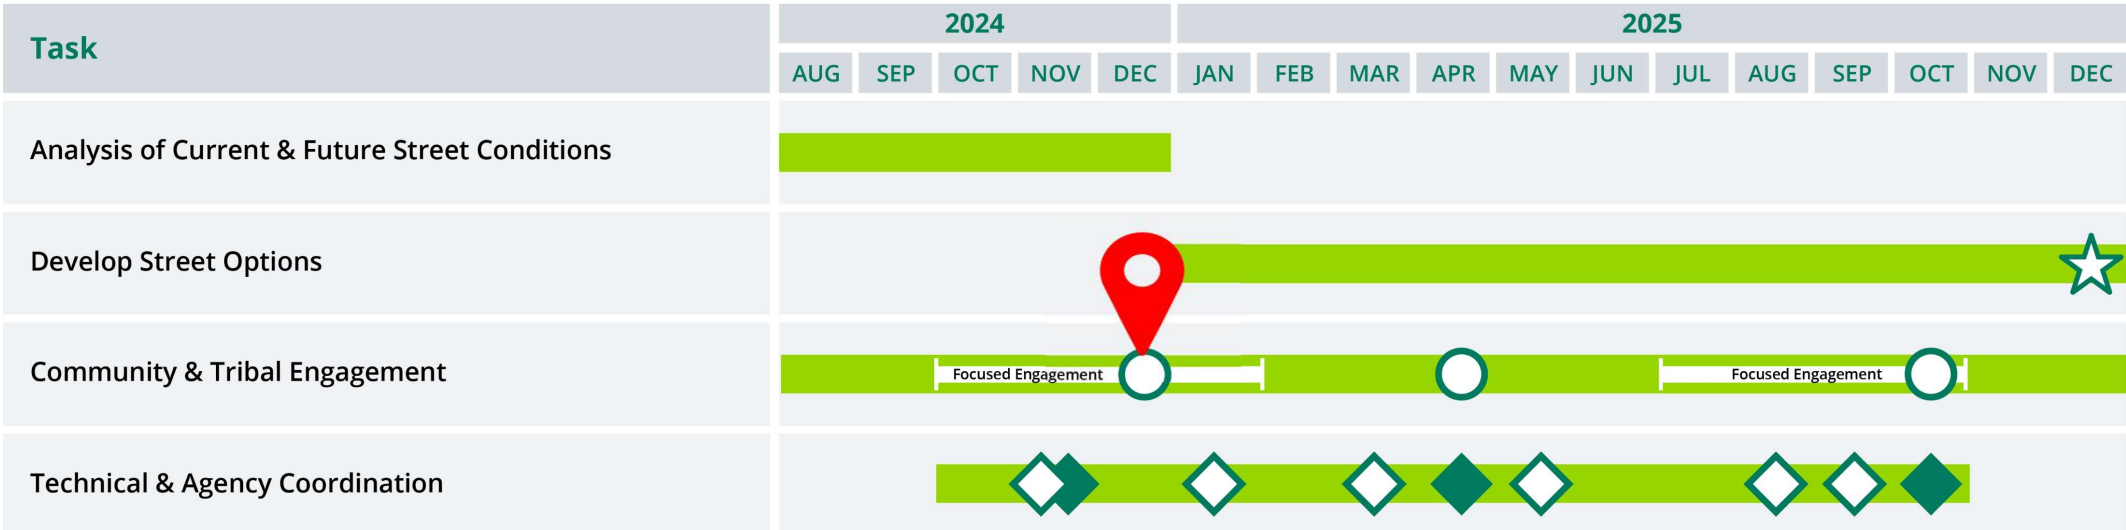 Task
2024
2025
AUG SEP OCT NOV DEC JAN FEB MAR APR MAY JUN JUL AUG SEP OCT NOV DEC
Analysis of Current & Future Street Conditions
Develop Street Options
Community & Tribal Engagement
Focused Engagement
Focused Engagement
Technical & Agency Coordination